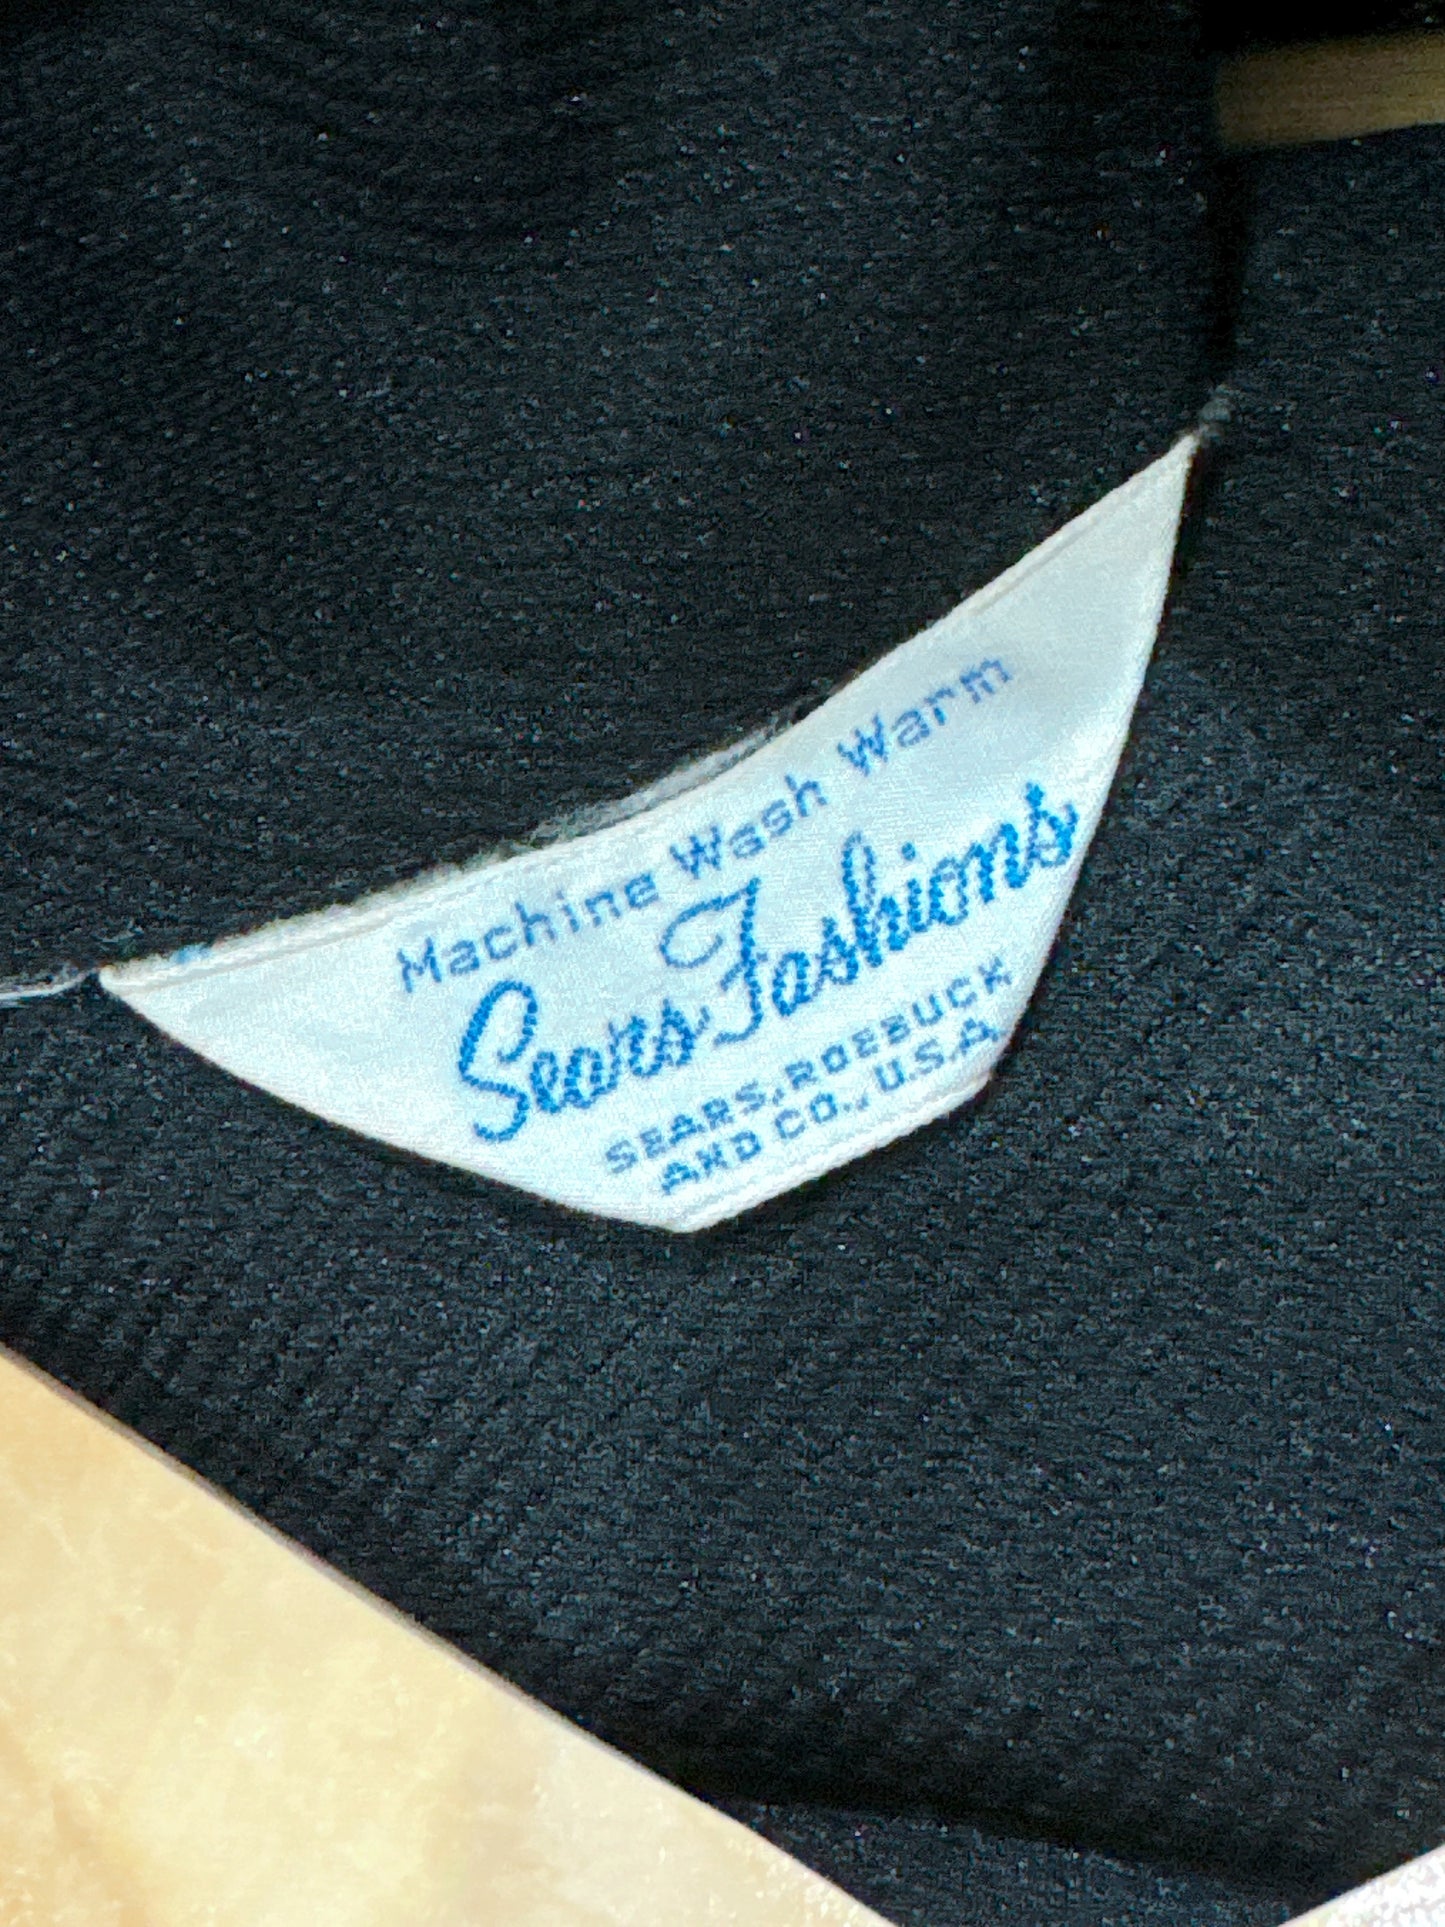 Machine Wash Warm
Sears Fashions
SEARS, ROEBUCK
AND CO., U.S.A.